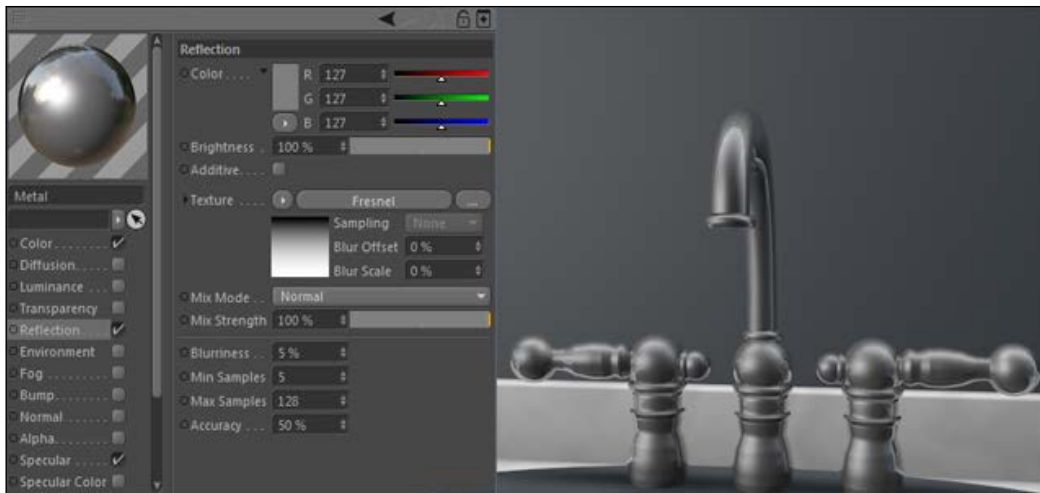 Reflection
Color . . . . R 127
G 127
B 127
Brightness . 100 %
Additive. . . .
Texture . . . . Fresnel ...
Sampling None
Blur Offset 0 %
Blur Scale 0 %
Mix Mode . . Normal
Mix Strength 100 %
Blurriness . . 5 %
Min Samples 5
Max Samples 128
Accuracy . . 50 %
Metal
Color . . . . . . .
Diffusion. . . . .
Luminance . . .
Transparency
Reflection . . . .
Environment
Fog . . . . . . . .
Bump. . . . . . .
Normal . . . . . .
Alpha. . . . . . .
Specular . . . . .
Specular Color